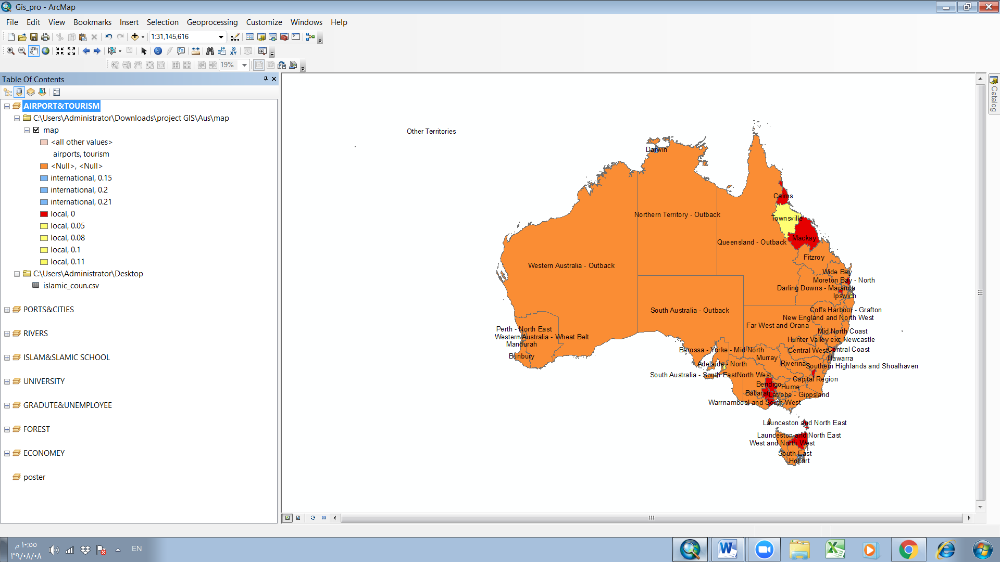 Gis_pro - ArcMap
File Edit View Bookmarks Insert Selection Geoprocessing Customize Windows Help
1:31,145,616
19%
Table Of Contents
AIRPORT&TOURISM
C:\Users\Administrator\Downloads\project GIS\Aus\map
map
<all other values>
airports, tourism
<Null>, <Null>
international, 0.15
international, 0.2
international, 0.21
local, 0
local, 0.05
local, 0.08
local, 0.1
local, 0.11
C:\Users\Administrator\Desktop
islamic_coun.csv
PORTS&CITIES
RIVERS
ISLAM&SLAMIC SCHOOL
UNIVERSITY
GRADUTE&UNEMPLOYEE
FOREST
ECONOMEY
poster
Other Territories
Darwin
Cairns
Northern Territory - Outback
Townsville
Mackay
Queensland - Outback
Fitzroy
Western Australia - Outback
Wide Bay
Moreton Bay - North
Darling Downs - Maranoa
Ipswich
South Australia - Outback
Coffs Harbour - Grafton
New England and North West
Far West and Orana
Perth - North East
Mid North Coast
Western Australia - Wheat Belt
Hunter Valley exc Newcastle
Mandurah
Barossa - Yorke - Mid North
Central West
Central Coast
Bunbury
Murray
Illawarra
Adelaide - North
Riverina
Southern Highlands and Shoalhaven
South Australia - South East
North West
Capital Region
Bendigo
Hume
Ballarat
Latrobe - Gippsland
Warrnambool and South West
Launceston and North East
Launceston and North East
West and North West
South East
Hobart
Catalog
١٠:٥٥ م
٣٩/٠٨/٠٨
EN